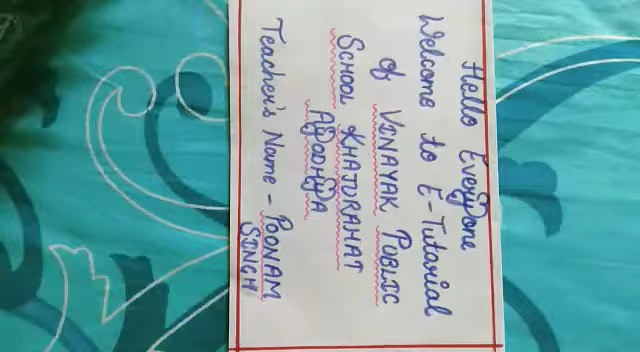 Hello Everyone
Welcome to E-Tutorial
of VINAYAK PUBLIC
SCHOOL KHAJURAHAT
AYODHYA
Teacher's Name - POONAM
SINGH